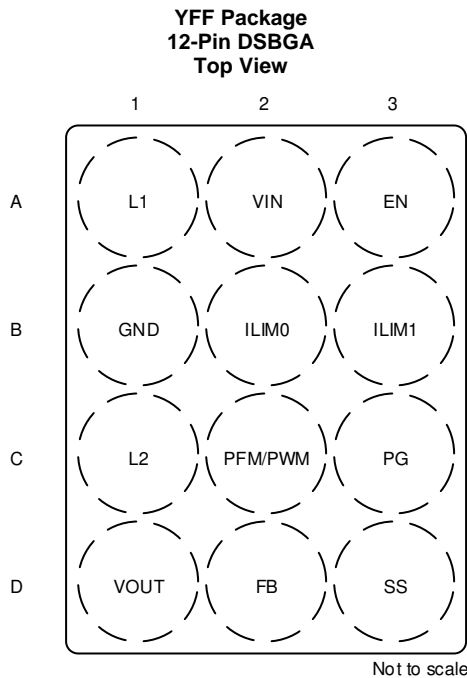 YFF Package
12-Pin DSBGA
Top View
1 2 3
A L1 VIN EN
B GND ILIM0 ILIM1
C L2 PFM/PWM PG
D VOUT FB SS
Not to scale